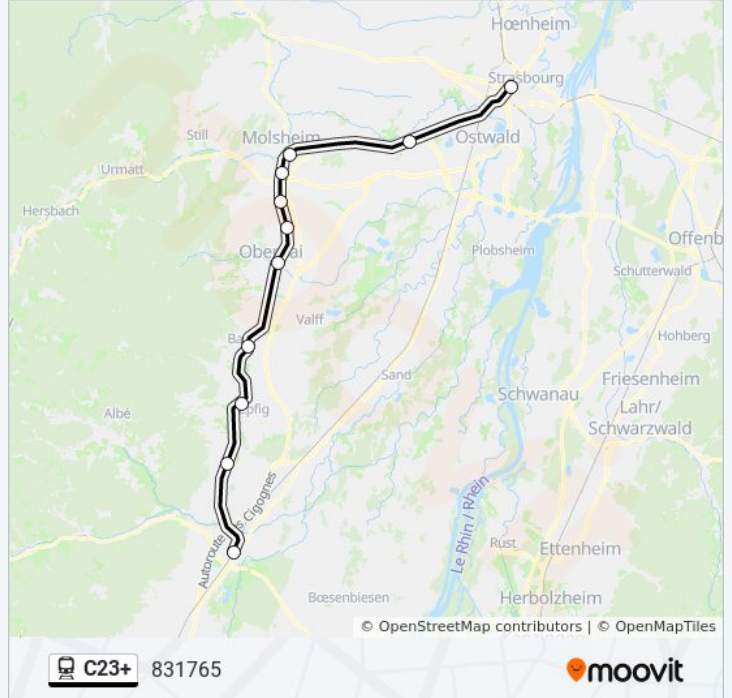 Hœnheim
Strasbourg
Still
Molsheim
Ostwald
Urmatt
Hersbach
Offenb
Plobsheim
Schutterwald
Valff
Hohberg
Sand
Friesenheim
Schwanau
Albé
Lahr/
Schwarzwald
Autoroute
Cigognes
Le Rhin / Rhein
Rust
Ettenheim
Bœsenbiesen
Herbolzheim
© OpenStreetMap contributors | © OpenMapTiles
C23+ 831765 moovit